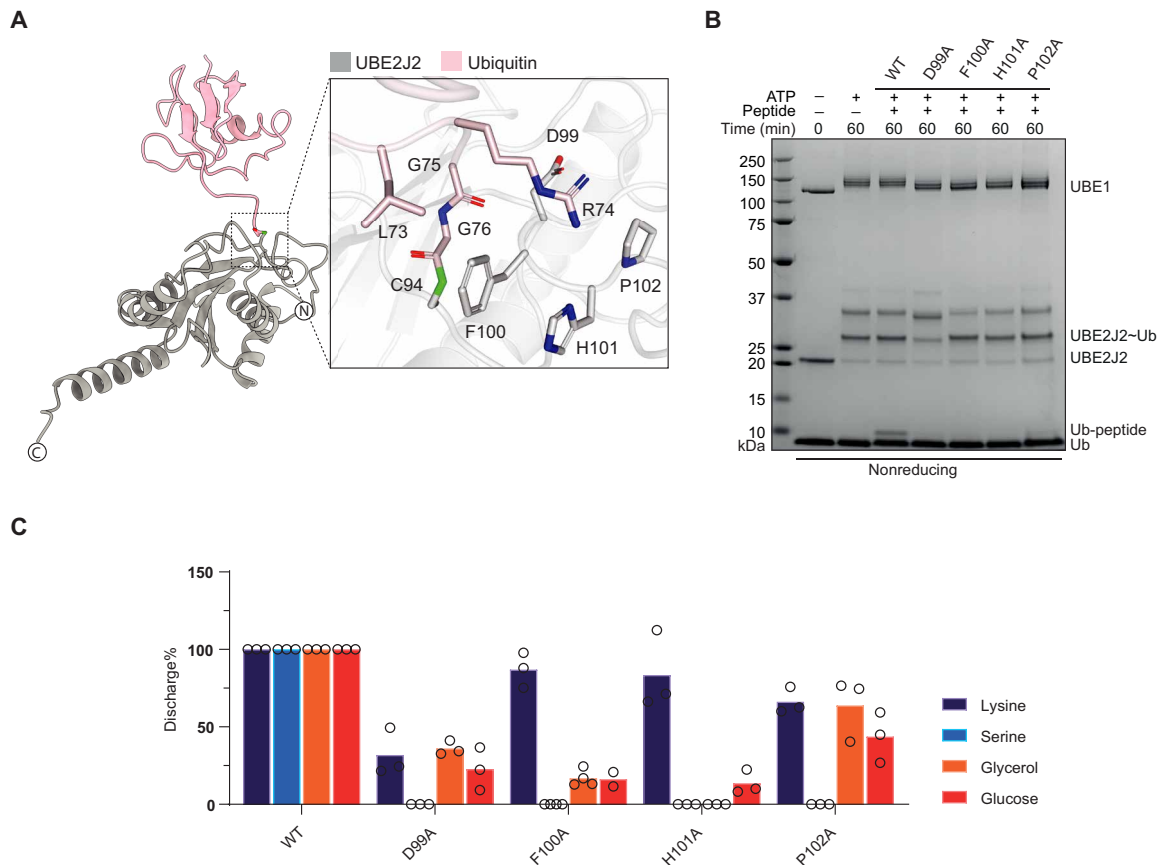 A
UBE2J2 Ubiquitin
D99
G75
R74
G76
L73
C94
P102
F100
H101
N
C
B
WT D99A F100A H101A P102A
ATP – + + + + + +
Peptide – – + + + + +
Time (min) 0 60 60 60 60 60 60
250
150
UBE1
100
75
50
37
UBE2J2~Ub
25
UBE2J2
20
15
10 Ub-peptide
kDa Ub
Nonreducing
C
150
100
50
0
Discharge%
Lysine
Serine
Glycerol
Glucose
WT D99A F100A H101A P102A